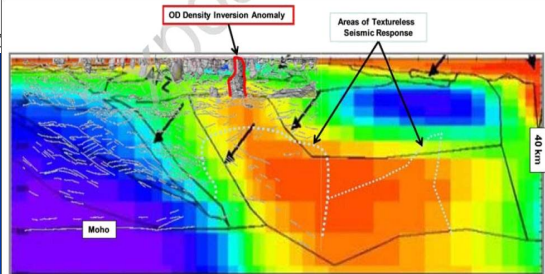 OD Density Inversion Anomaly
Areas of Textureless
Seismic Response
40 km
Moho